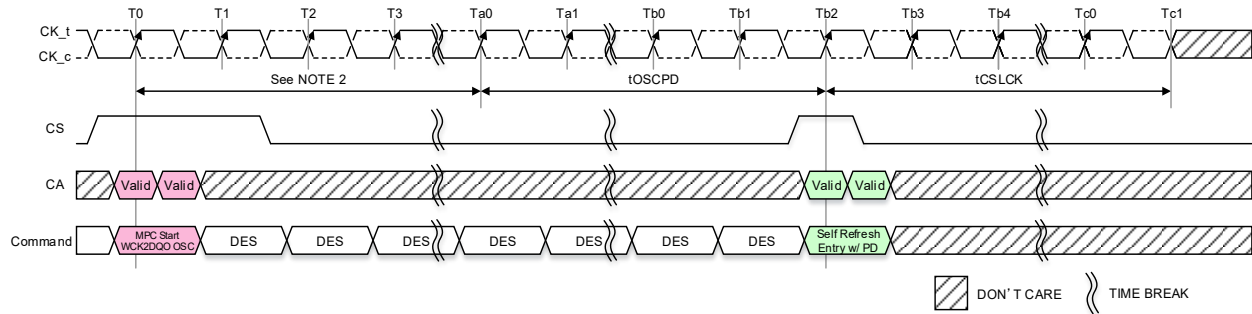 T0 T1 T2 T3 Ta0 Ta1 Tb0 Tb1 Tb2 Tb3 Tb4 Tc0 Tc1
CK_t
CK_c
See NOTE 2 tOSCPD tCSLCK
CS
CA Valid Valid Valid Valid
Command MPC Start WCK2DQO OSC DES DES DES DES DES DES DES Self Refresh Entry w/ PD
DON'T CARE TIME BREAK